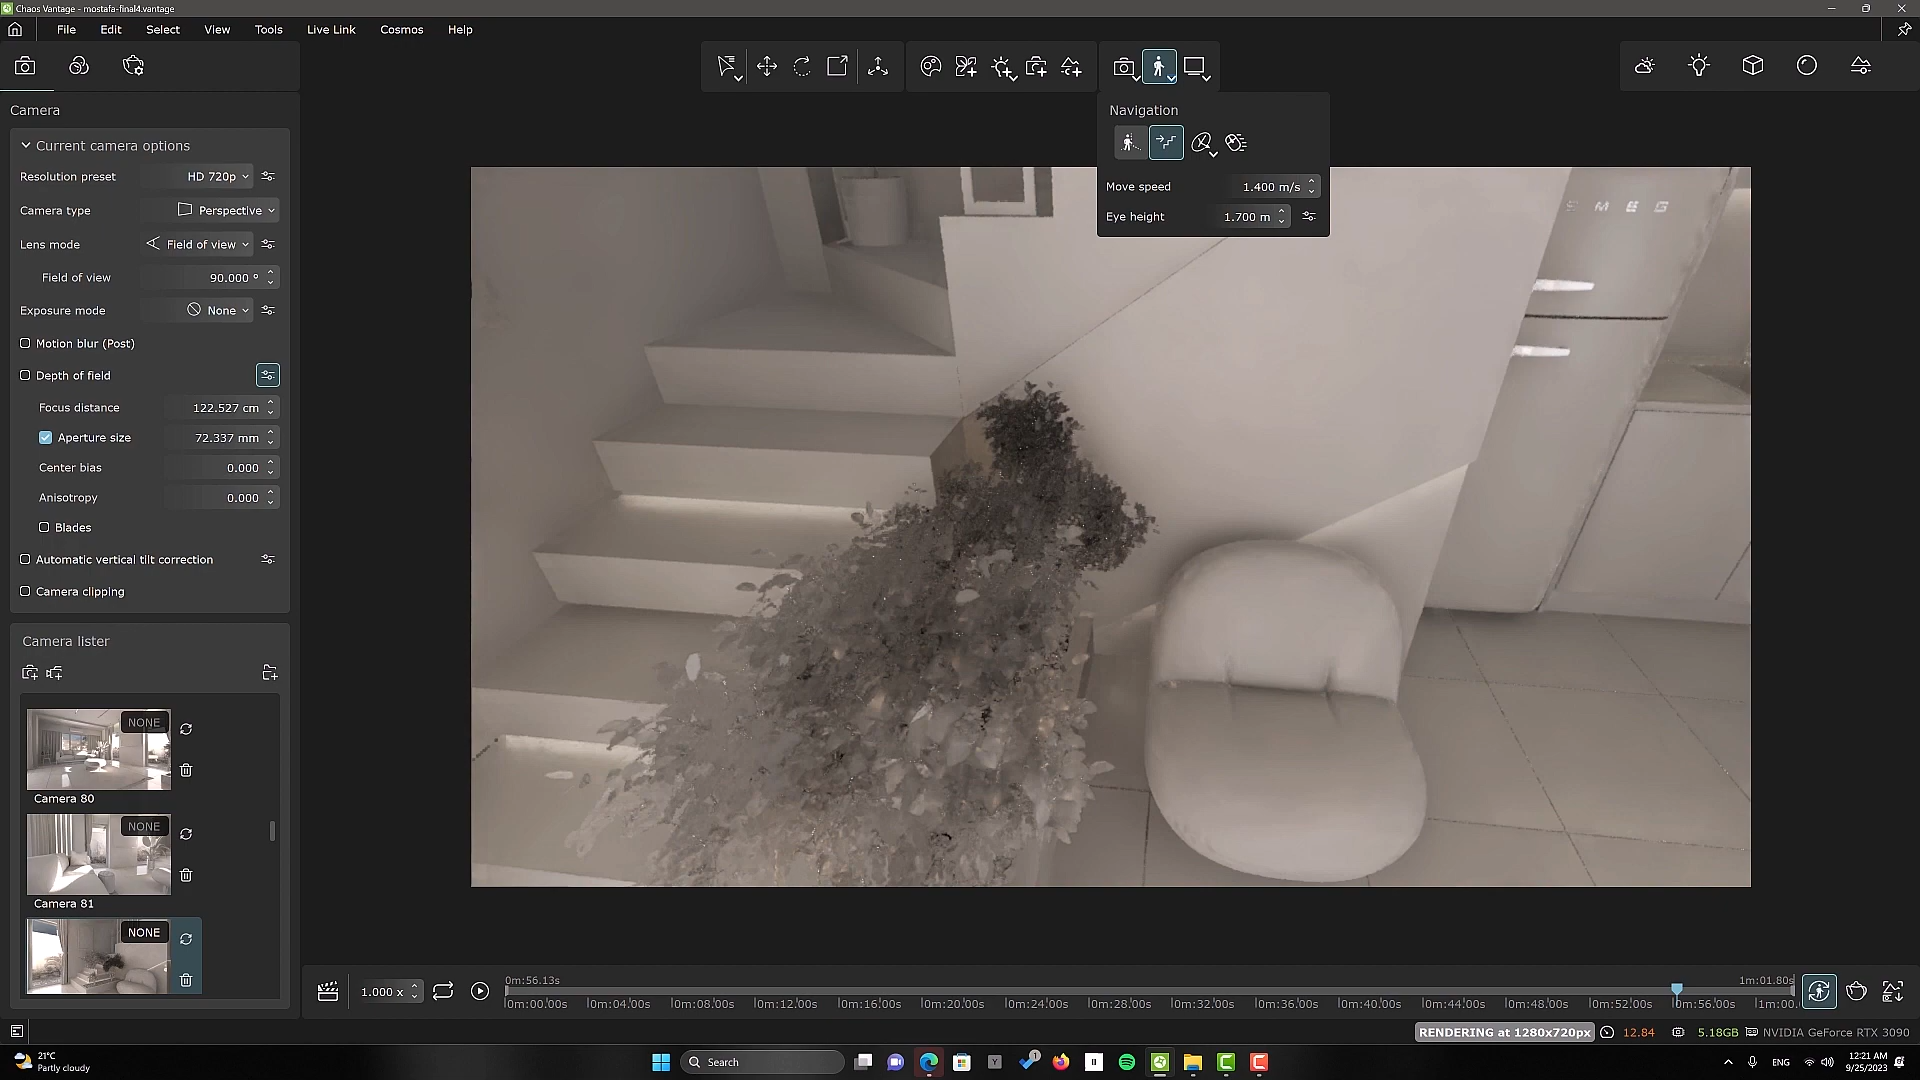 Chaos Vantage - mostafa-final4.vantage
File Edit Select View Tools Live Link Cosmos Help
Camera
Current camera options
Resolution preset HD 720p
Camera type Perspective
Lens mode Field of view
Field of view 90.000 °
Exposure mode None
Motion blur (Post)
Depth of field
Focus distance 122.527 cm
Aperture size 72.337 mm
Center bias 0.000
Anisotropy 0.000
Blades
Automatic vertical tilt correction
Camera clipping
Camera lister
NONE
Camera 80
NONE
Camera 81
NONE
Navigation
Move speed 1.400 m/s
Eye height 1.700 m
S M E G
1.000 x
0m:56.13s 1m:01.80s
0m:00.00s 0m:04.00s 0m:08.00s 0m:12.00s 0m:16.00s 0m:20.00s 0m:24.00s 0m:28.00s 0m:32.00s 0m:36.00s 0m:40.00s 0m:44.00s 0m:48.00s 0m:52.00s 0m:56.00s 1m:00.
RENDERING at 1280x720px 12.84 5.18GB NVIDIA GeForce RTX 3090
21°C
Partly cloudy
Search
ENG
12:21 AM
9/25/2023